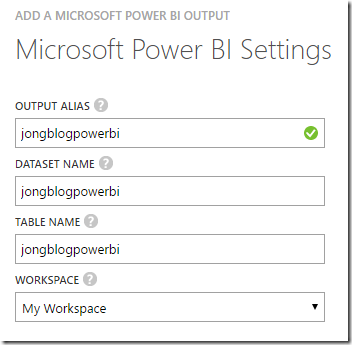 ADD A MICROSOFT POWER BI OUTPUT
Microsoft Power BI Settings
OUTPUT ALIAS ?
jongblogpowerbi
DATASET NAME ?
jongblogpowerbi
TABLE NAME ?
jongblogpowerbi
WORKSPACE ?
My Workspace